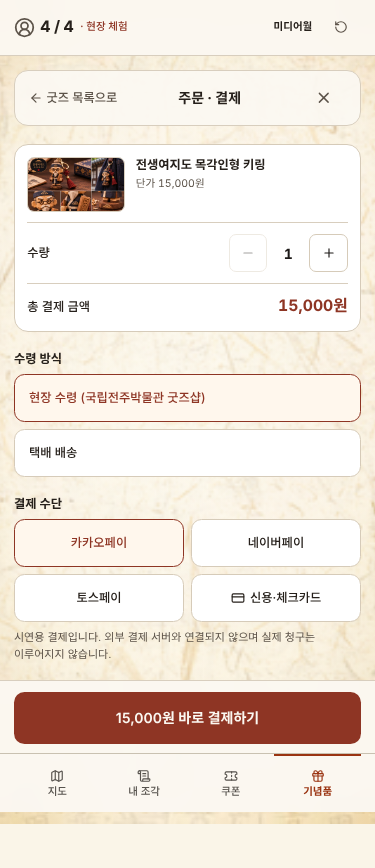 4 / 4 · 현장 체험
미디어월
굿즈 목록으로
주문 · 결제
전생여지도 목각인형 키링
단가 15,000원
수량
1
총 결제 금액
15,000원
수령 방식
현장 수령 (국립전주박물관 굿즈샵)
택배 배송
결제 수단
카카오페이
네이버페이
토스페이
신용·체크카드
시연용 결제입니다. 외부 결제 서버와 연결되지 않으며 실제 청구는
이루어지지 않습니다.
15,000원 바로 결제하기
지도
내 조각
쿠폰
기념품